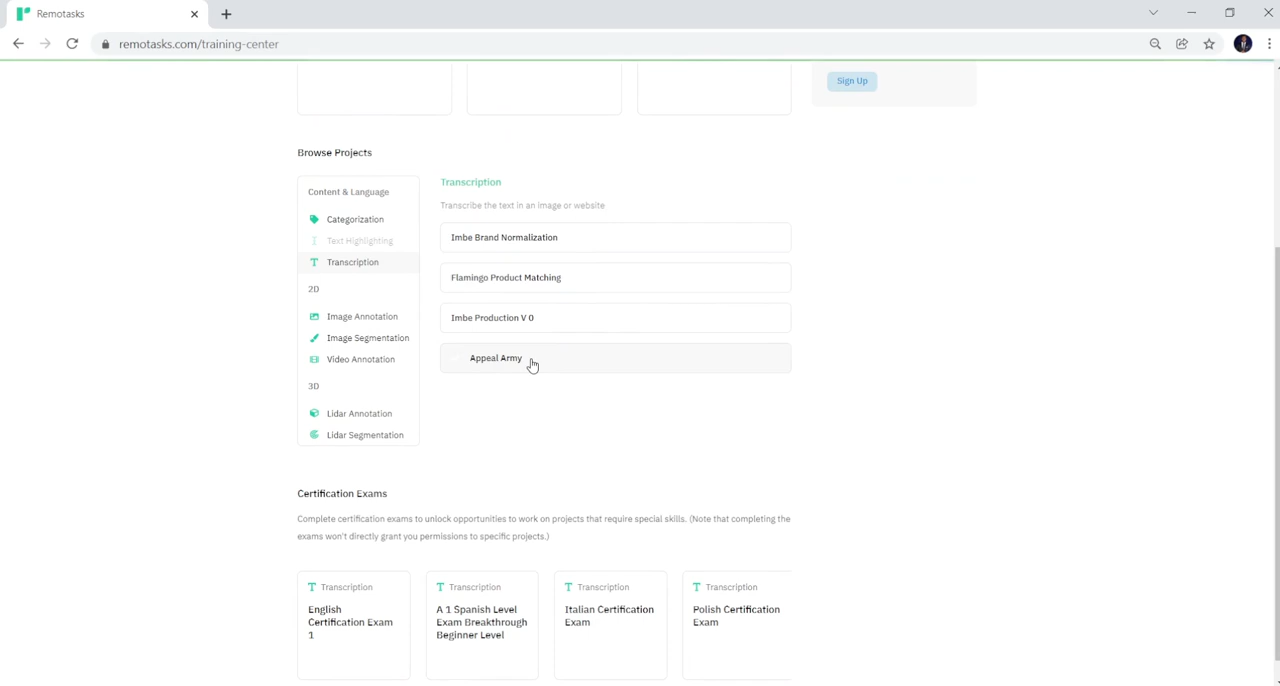 Remotasks
remotasks.com/training-center
Sign Up
Browse Projects
Content & Language
Categorization
Text Highlighting
Transcription
2D
Image Annotation
Image Segmentation
Video Annotation
3D
Lidar Annotation
Lidar Segmentation
Transcription
Transcribe the text in an image or website
Imbe Brand Normalization
Flamingo Product Matching
Imbe Production V 0
Appeal Army
Certification Exams
Complete certification exams to unlock opportunities to work on projects that require special skills. (Note that completing the
exams won't directly grant you permissions to specific projects.)
Transcription
English
Certification Exam
1
Transcription
A 1 Spanish Level
Exam Breakthrough
Beginner Level
Transcription
Italian Certification
Exam
Transcription
Polish Certification
Exam